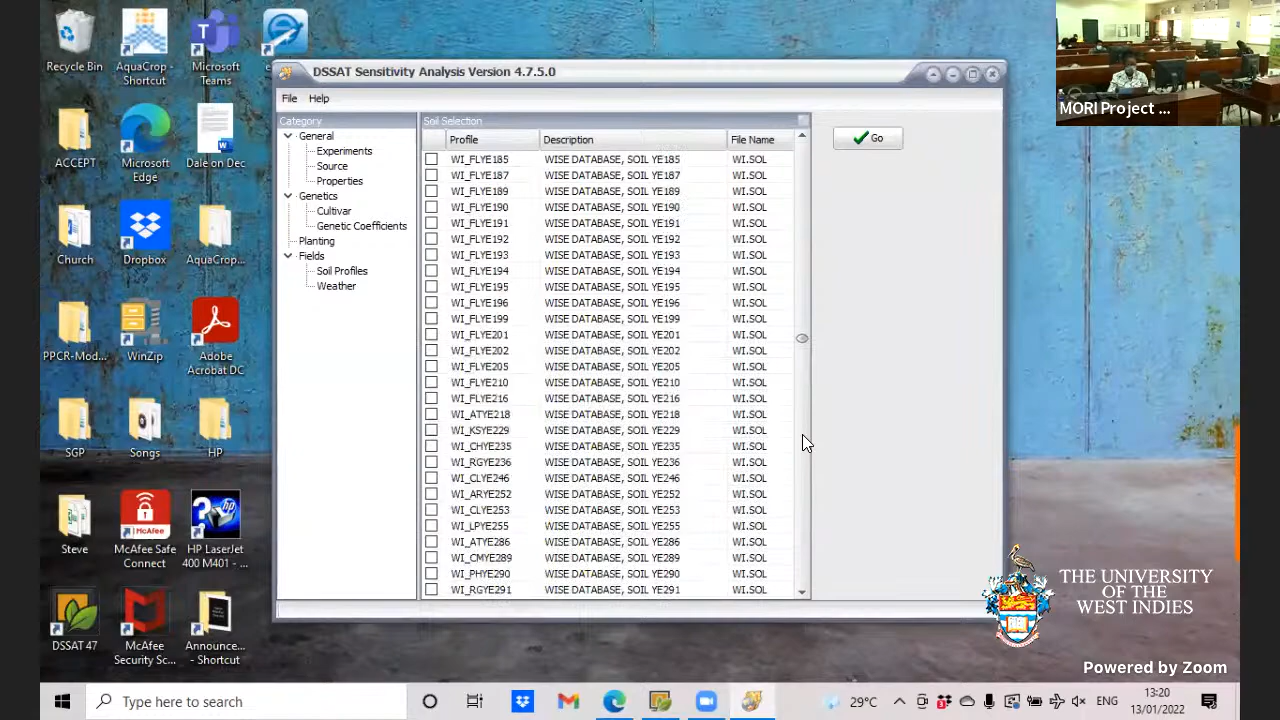 Recycle Bin
AquaCrop -
Shortcut
Microsoft
Teams
ACCEPT
Microsoft
Edge
Dale on Dec
Church
Dropbox
AquaCrop...
PPCR-Mod...
WinZip
Adobe
Acrobat DC
SGP
Songs
HP
Steve
McAfee Safe
Connect
HP LaserJet
400 M401 - ...
DSSAT 47
McAfee
Security Sc...
Announce...
- Shortcut
DSSAT Sensitivity Analysis Version 4.7.5.0
File Help
Category
General
Experiments
Source
Properties
Genetics
Cultivar
Genetic Coefficients
Planting
Fields
Soil Profiles
Weather
Soil Selection
Profile Description File Name
WI_FLYE185 WISE DATABASE, SOIL YE185 WI.SOL
WI_FLYE187 WISE DATABASE, SOIL YE187 WI.SOL
WI_FLYE189 WISE DATABASE, SOIL YE189 WI.SOL
WI_FLYE190 WISE DATABASE, SOIL YE190 WI.SOL
WI_FLYE191 WISE DATABASE, SOIL YE191 WI.SOL
WI_FLYE192 WISE DATABASE, SOIL YE192 WI.SOL
WI_FLYE193 WISE DATABASE, SOIL YE193 WI.SOL
WI_FLYE194 WISE DATABASE, SOIL YE194 WI.SOL
WI_FLYE195 WISE DATABASE, SOIL YE195 WI.SOL
WI_FLYE196 WISE DATABASE, SOIL YE196 WI.SOL
WI_FLYE199 WISE DATABASE, SOIL YE199 WI.SOL
WI_FLYE201 WISE DATABASE, SOIL YE201 WI.SOL
WI_FLYE202 WISE DATABASE, SOIL YE202 WI.SOL
WI_FLYE205 WISE DATABASE, SOIL YE205 WI.SOL
WI_FLYE210 WISE DATABASE, SOIL YE210 WI.SOL
WI_FLYE216 WISE DATABASE, SOIL YE216 WI.SOL
WI_ATYE218 WISE DATABASE, SOIL YE218 WI.SOL
WI_KSYE229 WISE DATABASE, SOIL YE229 WI.SOL
WI_CHYE235 WISE DATABASE, SOIL YE235 WI.SOL
WI_RGYE236 WISE DATABASE, SOIL YE236 WI.SOL
WI_CLYE246 WISE DATABASE, SOIL YE246 WI.SOL
WI_ARYE252 WISE DATABASE, SOIL YE252 WI.SOL
WI_CLYE253 WISE DATABASE, SOIL YE253 WI.SOL
WI_LPYE255 WISE DATABASE, SOIL YE255 WI.SOL
WI_ATYE286 WISE DATABASE, SOIL YE286 WI.SOL
WI_CMYE289 WISE DATABASE, SOIL YE289 WI.SOL
WI_PHYE290 WISE DATABASE, SOIL YE290 WI.SOL
WI_RGYE291 WISE DATABASE, SOIL YE291 WI.SOL
Go
MORI Project ...
THE UNIVERSITY
OF THE
WEST INDIES
Powered by Zoom
Type here to search
29°C
ENG
13:20
13/01/2022